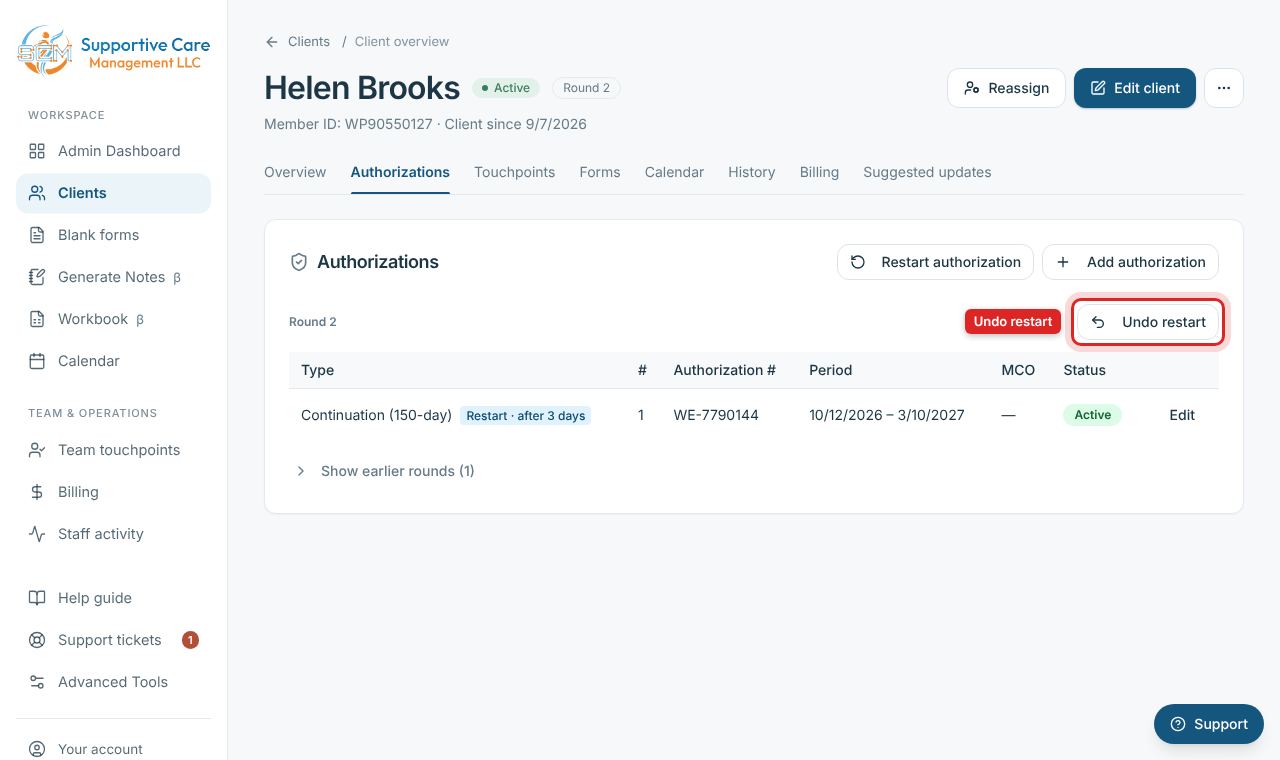 SCM Supportive Care
Management LLC
WORKSPACE
Admin Dashboard
Clients
Blank forms
Generate Notes β
Workbook β
Calendar
TEAM & OPERATIONS
Team touchpoints
Billing
Staff activity
Help guide
Support tickets 1
Advanced Tools
Your account
Clients / Client overview
Helen Brooks Active Round 2
Reassign Edit client
Member ID: WP90550127 · Client since 9/7/2026
Overview Authorizations Touchpoints Forms Calendar History Billing Suggested updates
Authorizations
Restart authorization Add authorization
Round 2 Undo restart Undo restart
Type # Authorization # Period MCO Status
Continuation (150-day) Restart · after 3 days 1 WE-7790144 10/12/2026 – 3/10/2027 — Active Edit
Show earlier rounds (1)
Support